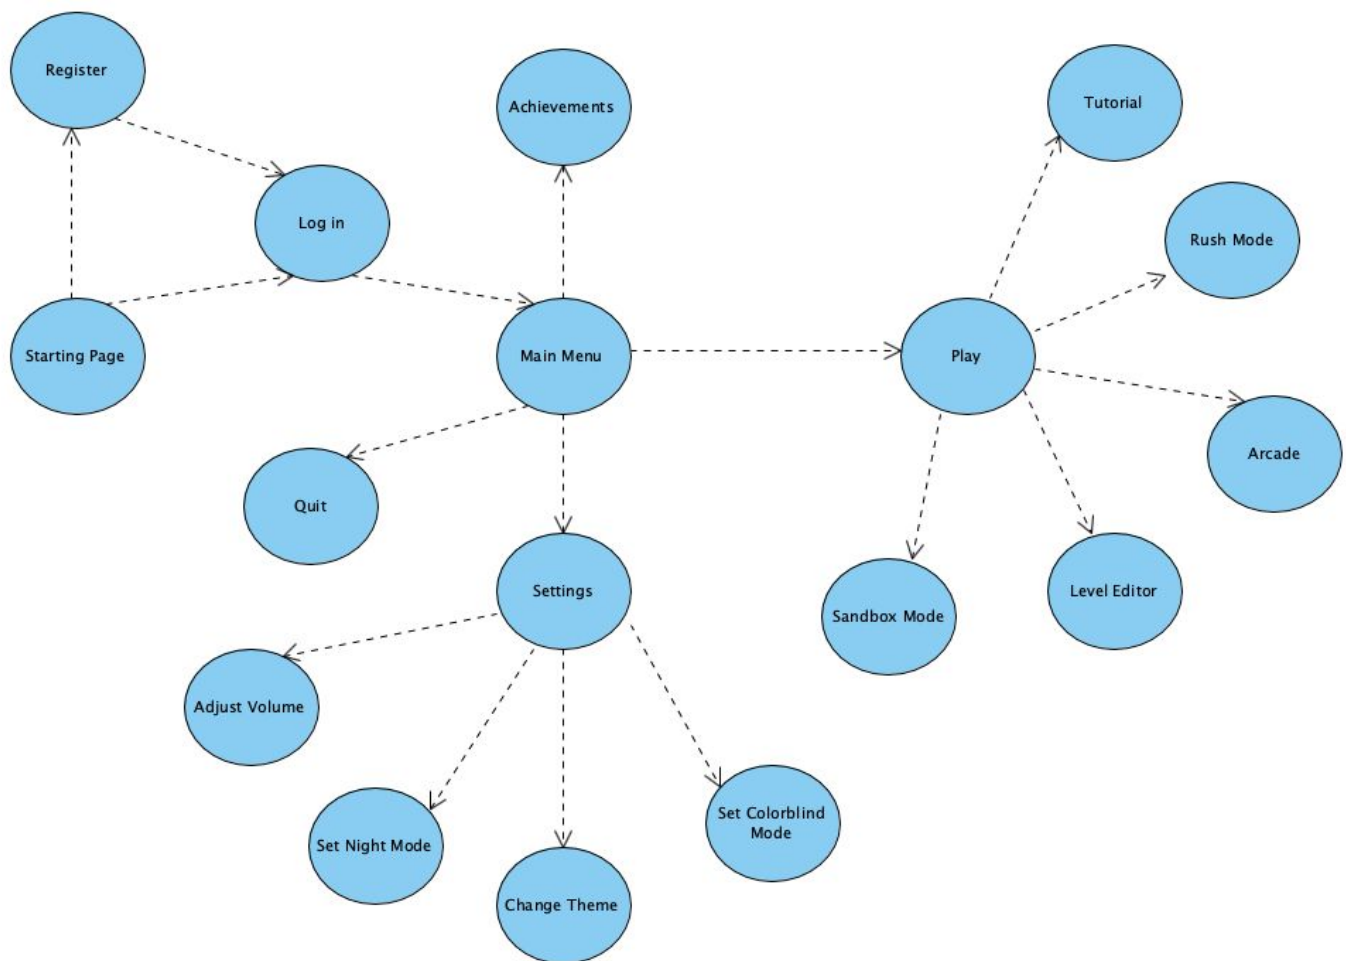 Register
Achievements
Tutorial
Log in
Rush Mode
Starting Page
Main Menu
Play
Arcade
Quit
Settings
Level Editor
Sandbox Mode
Adjust Volume
Set Colorblind
Mode
Set Night Mode
Change Theme